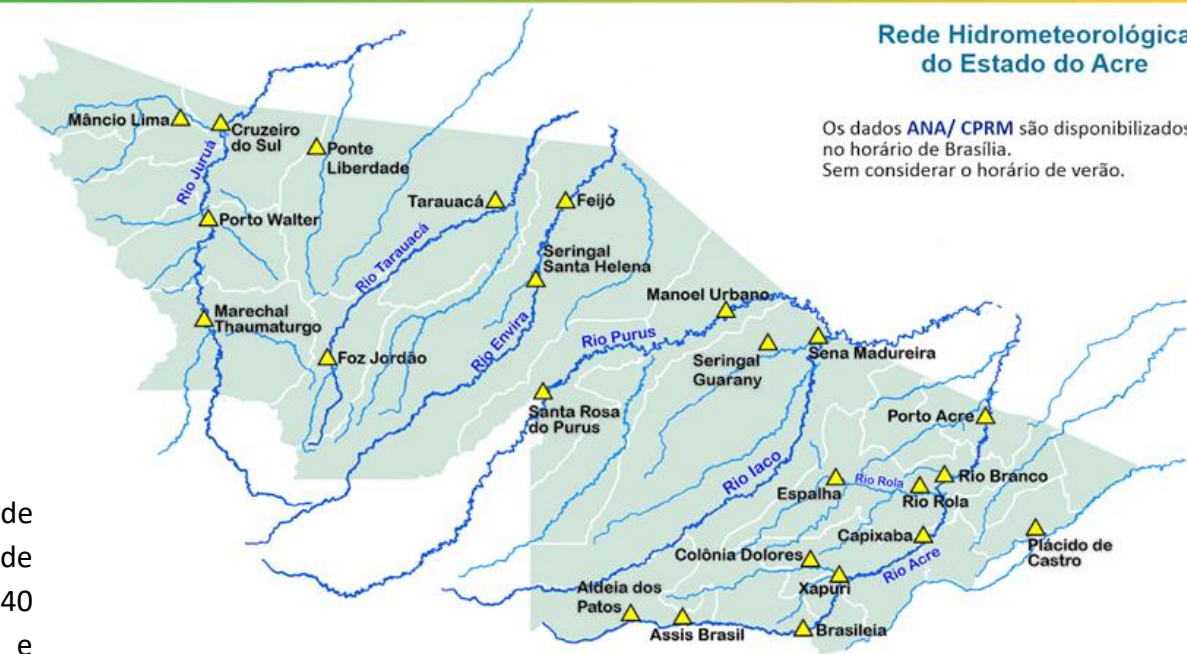 Rede Hidrometeorológica
do Estado do Acre
Os dados ANA/ CPRM são disponibilizados
no horário de Brasília.
Sem considerar o horário de verão.
Mâncio Lima
Cruzeiro
do Sul
Ponte
Liberdade
Rio Juruá
Tarauacá
Feijó
Porto Walter
Rio Tarauacá
Seringal
Santa Helena
Manoel Urbano
Marechal
Thaumaturgo
Rio Envira
Rio Purus
Foz Jordão
Seringal
Guarany
Sena Madureira
Santa Rosa
do Purus
Porto Acre
Rio Iaco
Espalha
Rio Rola
Rio Branco
Rio Rola
Capixaba
Plácido de
Castro
Colônia Dolores
Rio Acre
Xapuri
Aldeia dos
Patos
Assis Brasil
Brasileia
de
de
40
e